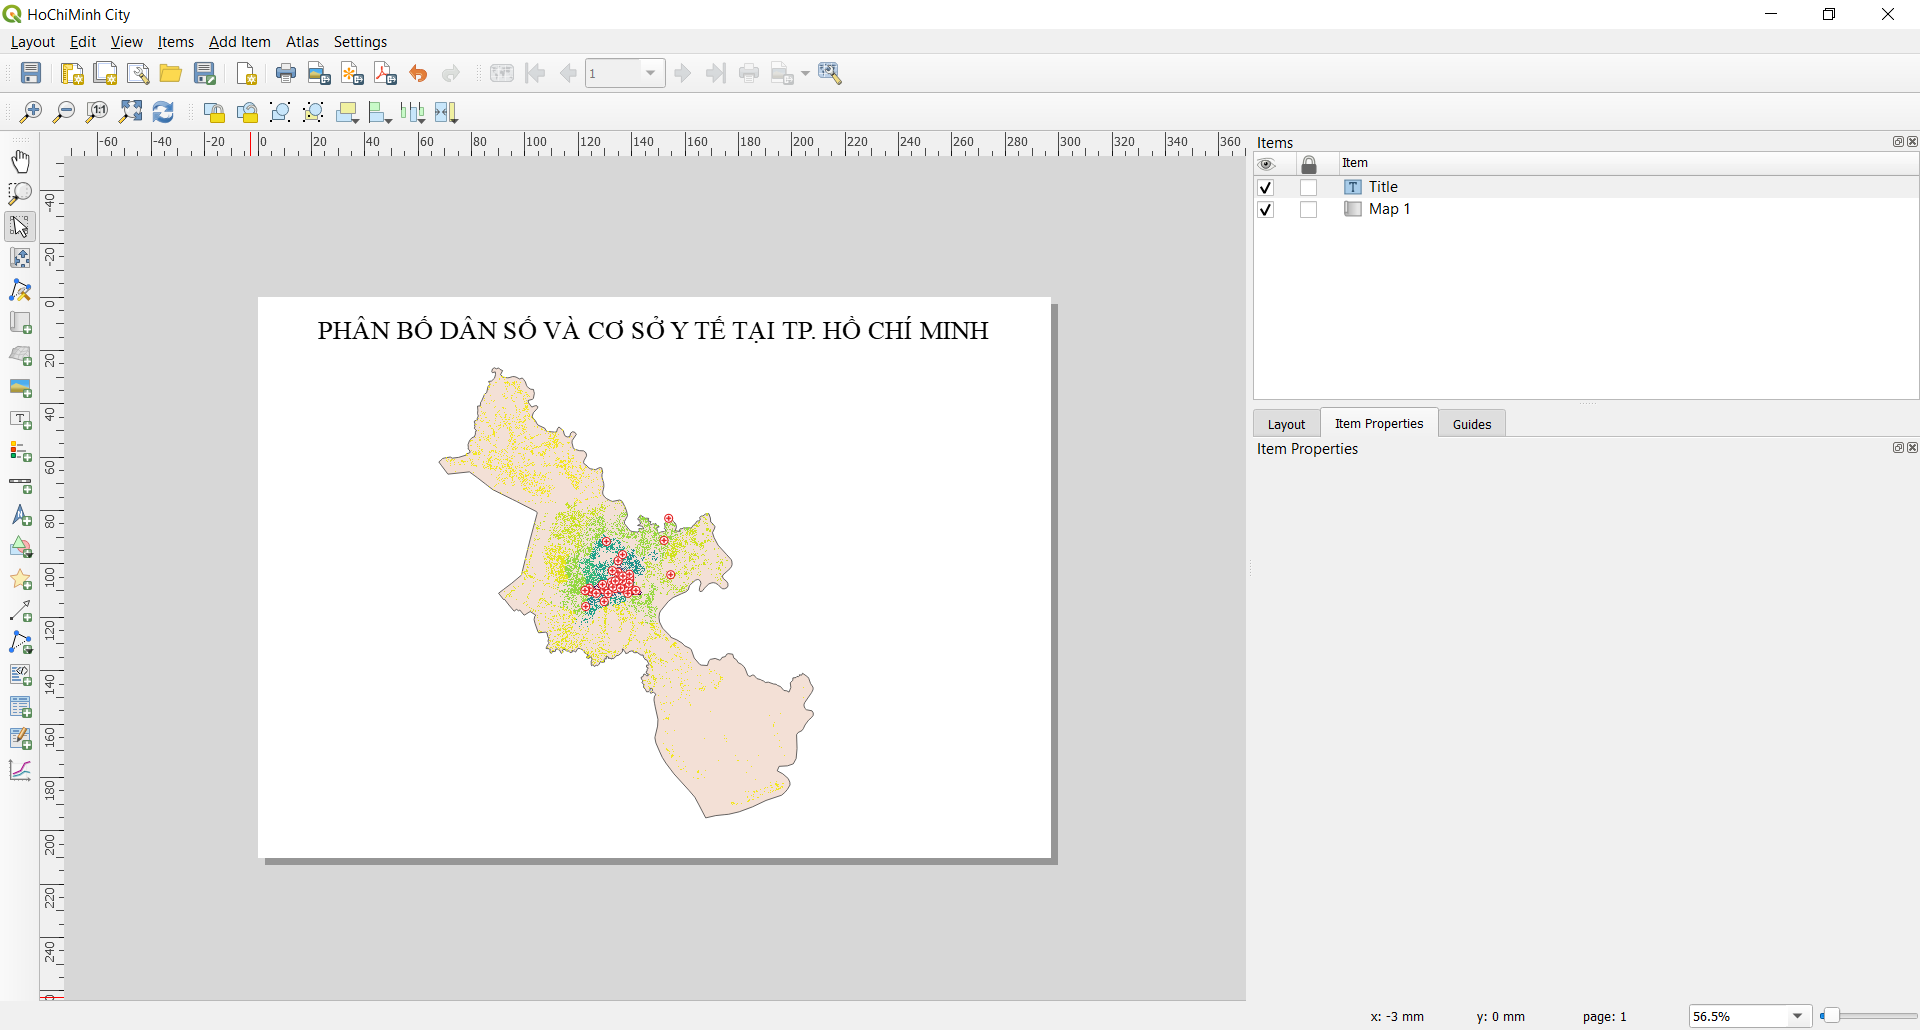 HoChiMinh City
Layout Edit View Items Add Item Atlas Settings
1
-60 -40 -20 0 20 40 60 80 100 120 140 160 180 200 220 240 260 280 300 320 340 360
-40
-20
0
20
40
60
80
100
120
140
160
180
200
220
240
PHÂN BỐ DÂN SỐ VÀ CƠ SỞ Y TẾ TẠI TP. HỒ CHÍ MINH
Items
Item
Title
Map 1
Layout Item Properties Guides
Item Properties
x: -3 mm y: 0 mm page: 1 56.5%